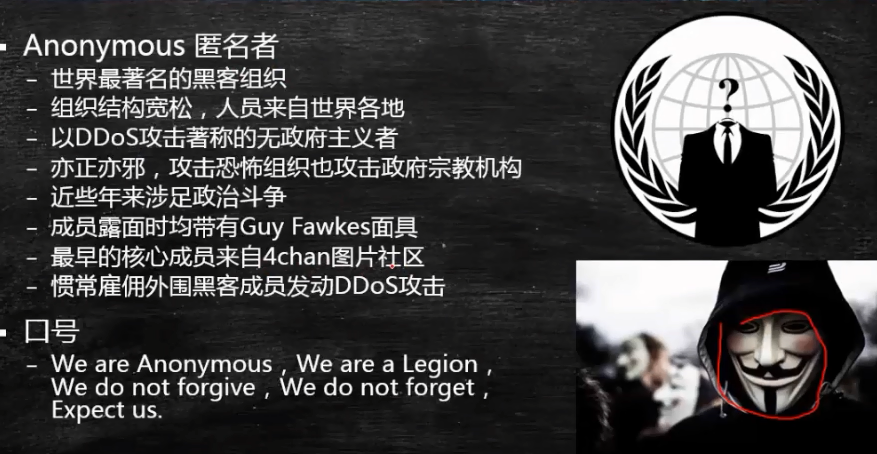 Anonymous 匿名者
– 世界最著名的黑客组织
– 组织结构宽松，人员来自世界各地
– 以DDoS攻击著称的无政府主义者
– 亦正亦邪，攻击恐怖组织也攻击政府宗教机构
– 近些年来涉足政治斗争
– 成员露面时均带有Guy Fawkes面具
– 最早的核心成员来自4chan图片社区
– 惯常雇佣外围黑客成员发动DDoS攻击
口号
– We are Anonymous，We are a Legion，
We do not forgive，We do not forget，
Expect us.
?